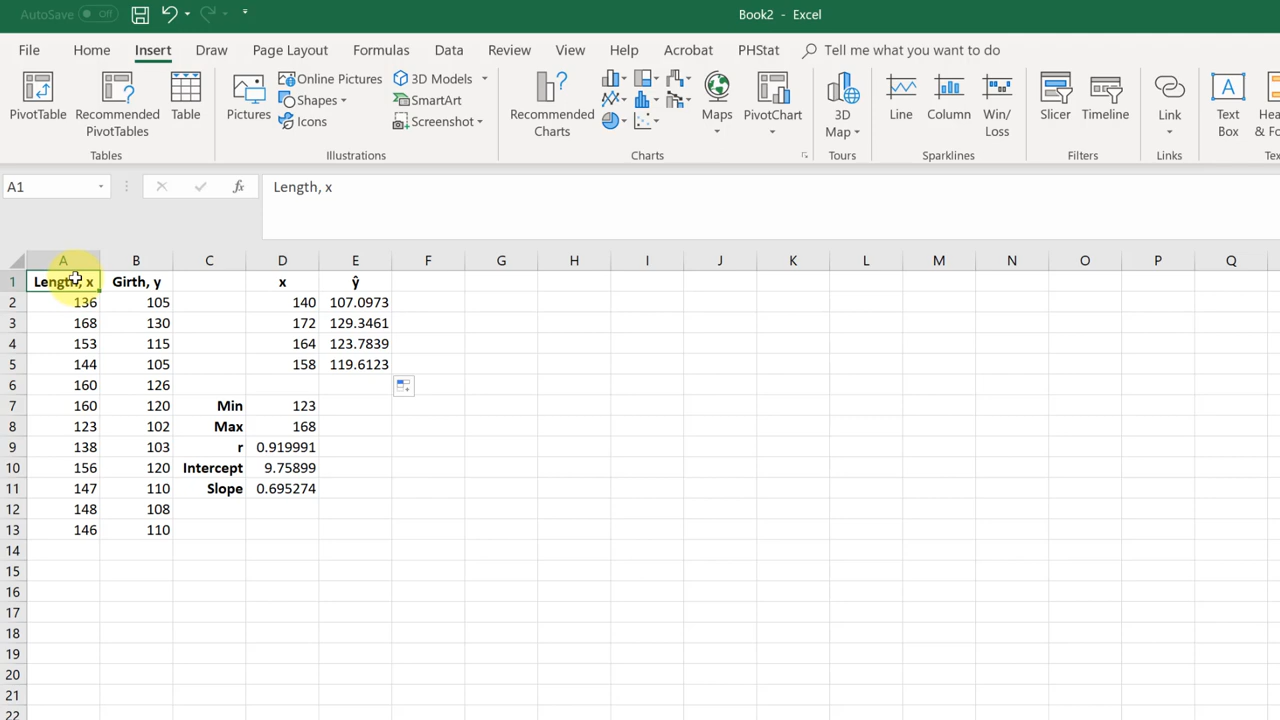 AutoSave Off Book2 - Excel
File Home Insert Draw Page Layout Formulas Data Review View Help Acrobat PHStat Tell me what you want to do
PivotTable Recommended PivotTables Table Pictures Online Pictures Shapes Icons 3D Models SmartArt Screenshot Recommended Charts Maps PivotChart 3D Map Line Column Win/Loss Slicer Timeline Link Text Box
Tables Illustrations Charts Tours Sparklines Filters Links
A1 fx Length, x
A B C D E F G H I J K L M N O P Q
1 Length, x Girth, y x ŷ
2 136 105 140 107.0973
3 168 130 172 129.3461
4 153 115 164 123.7839
5 144 105 158 119.6123
6 160 126
7 160 120 Min 123
8 123 102 Max 168
9 138 103 r 0.919991
10 156 120 Intercept 9.75899
11 147 110 Slope 0.695274
12 148 108
13 146 110
14
15
16
17
18
19
20
21
22